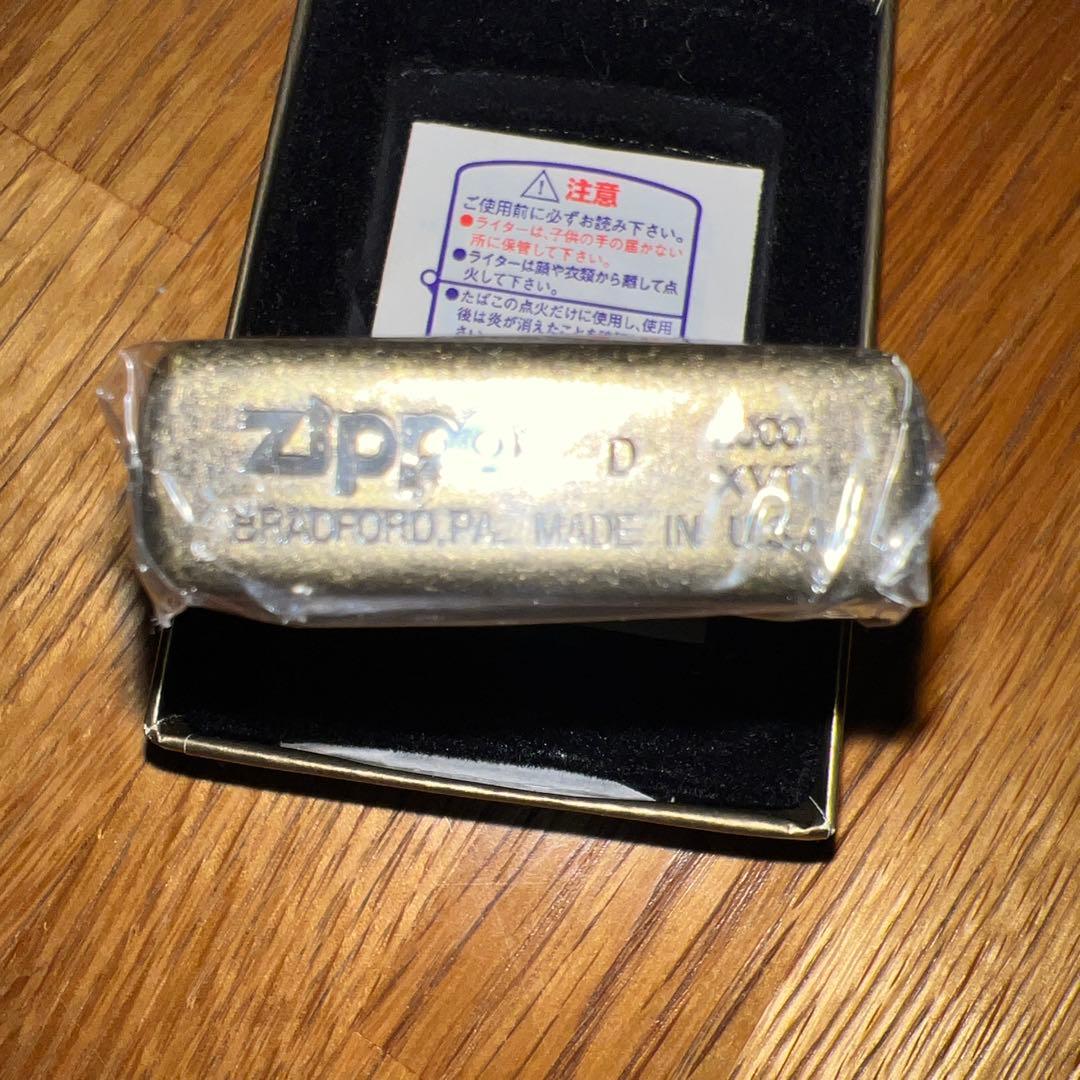 注意
ご使用前に必ずお読み下さい。
●ライターは、子供の手の届かない
所に保管して下さい。
●ライターは顔や衣類から離して点
火して下さい。
●たばこの点火だけに使用し、使用
後は炎が消えたことを
zippo D
XVI
BRADFORD, PA. MADE IN U.S.A.